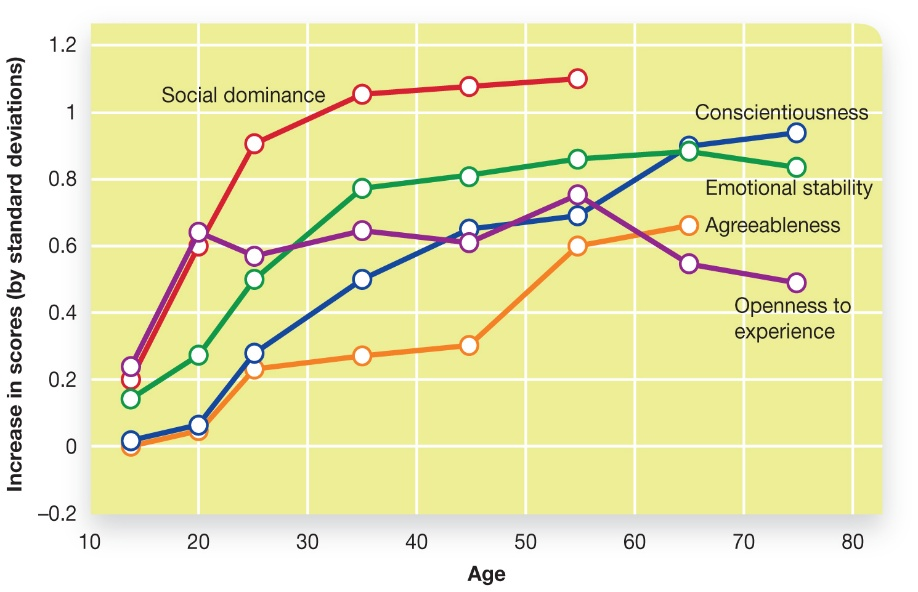 Increase in scores (by standard deviations)
1.2
1
0.8
0.6
0.4
0.2
0
–0.2
Social dominance
Conscientiousness
Emotional stability
Agreeableness
Openness to
experience
10
20
30
40
50
60
70
80
Age